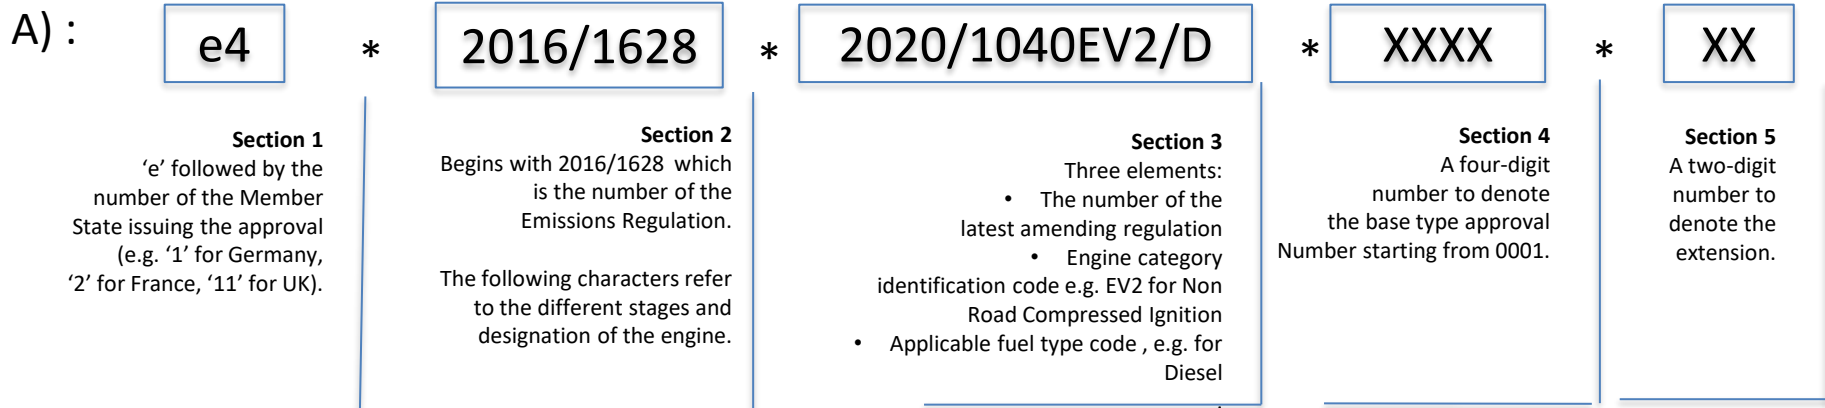 A) :
e4 * 2016/1628 * 2020/1040EV2/D * XXXX * XX
Section 1
‘e’ followed by the
number of the Member
State issuing the approval
(e.g. ‘1’ for Germany,
‘2’ for France, ‘11’ for UK).
Section 2
Begins with 2016/1628 which
is the number of the
Emissions Regulation.
The following characters refer
to the different stages and
designation of the engine.
Section 3
Three elements:
• The number of the
latest amending regulation
• Engine category
identification code e.g. EV2 for Non
Road Compressed Ignition
• Applicable fuel type code , e.g. for
Diesel
Section 4
A four-digit
number to denote
the base type approval
Number starting from 0001.
Section 5
A two-digit
number to
denote the
extension.